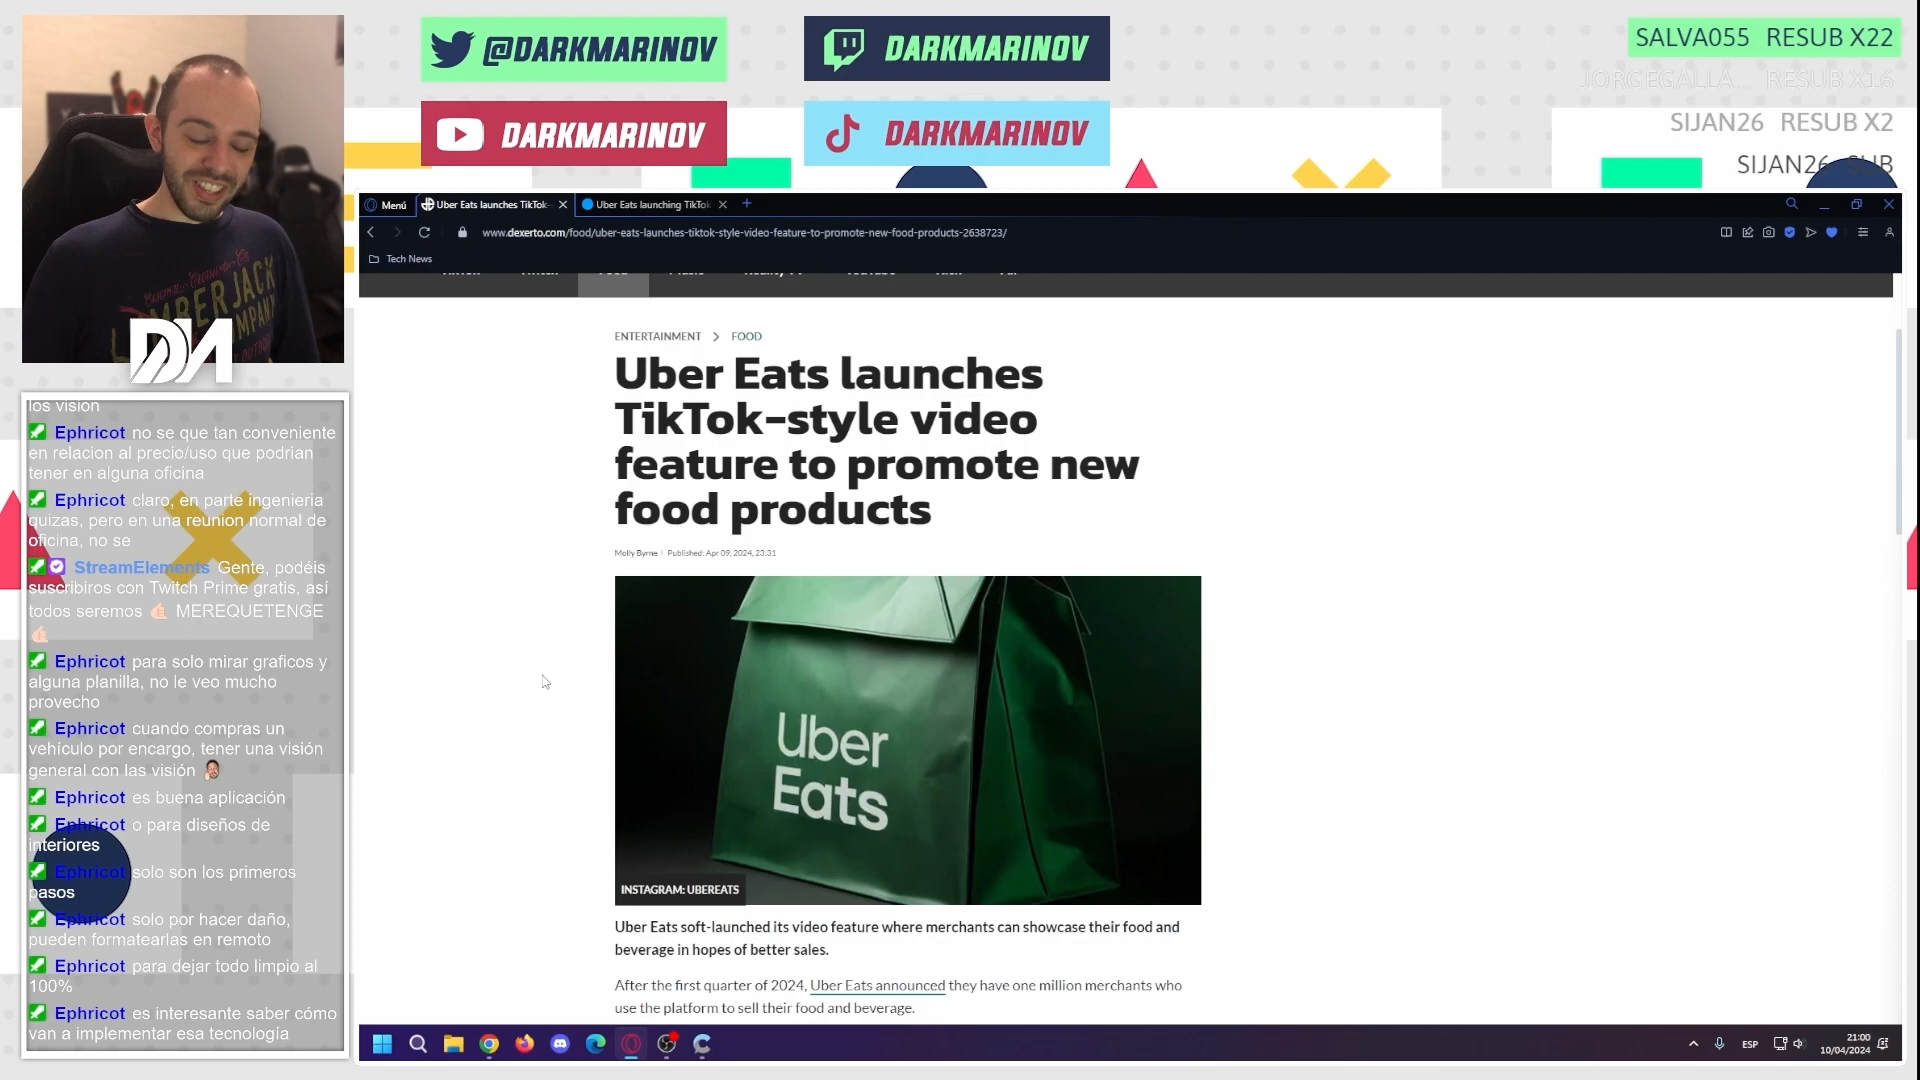 @DARKMARINOV
DARKMARINOV
DARKMARINOV
DARKMARINOV
SALVA055 RESUB X22
JORGEGALLA... RESUB X16
SIJAN26 RESUB X2
SIJAN26 SUB
LUMBERJACK
COMPANY
DM
Menú
Uber Eats launches TikTok-
Uber Eats launching TikTok
www.dexerto.com/food/uber-eats-launches-tiktok-style-video-feature-to-promote-new-food-products-2638723/
Tech News
ENTERTAINMENT > FOOD
Uber Eats launches
TikTok-style video
feature to promote new
food products
Molly Byrne | Published: Apr 09, 2024, 23:31
Uber
Eats
INSTAGRAM: UBEREATS
Uber Eats soft-launched its video feature where merchants can showcase their food and
beverage in hopes of better sales.
After the first quarter of 2024, Uber Eats announced they have one million merchants who
use the platform to sell their food and beverage.
los visión
Ephricot no se que tan conveniente
en relacion al precio/uso que podrian
tener en alguna oficina
Ephricot claro, en parte ingenieria
quizas, pero en una reunion normal de
oficina, no se
StreamElements Gente, podéis
suscribiros con Twitch Prime gratis, así
todos seremos 🤙 MEREQUETENGE
🤙
Ephricot para solo mirar graficos y
alguna planilla, no le veo mucho
provecho
Ephricot cuando compras un
vehículo por encargo, tener una visión
general con las visión
Ephricot es buena aplicación
Ephricot o para diseños de
interiores
Ephricot solo son los primeros
pasos
Ephricot solo por hacer daño,
pueden formatearlas en remoto
Ephricot para dejar todo limpio al
100%
Ephricot es interesante saber cómo
van a implementar esa tecnología
ESP
21:00
10/04/2024